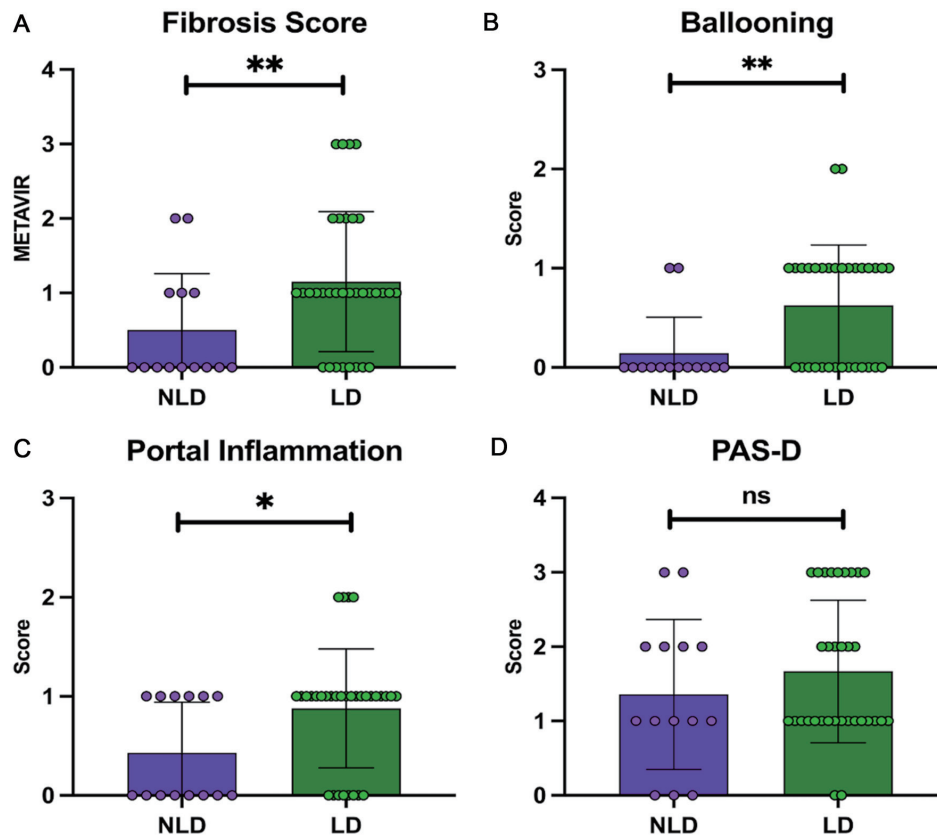 A
Fibrosis Score
**
4
3
2
1
0
METAVIR
NLD
LD
B
Ballooning
**
3
2
1
0
Score
NLD
LD
C
Portal Inflammation
*
3
2
1
0
Score
NLD
LD
D
PAS-D
ns
4
3
2
1
0
Score
NLD
LD